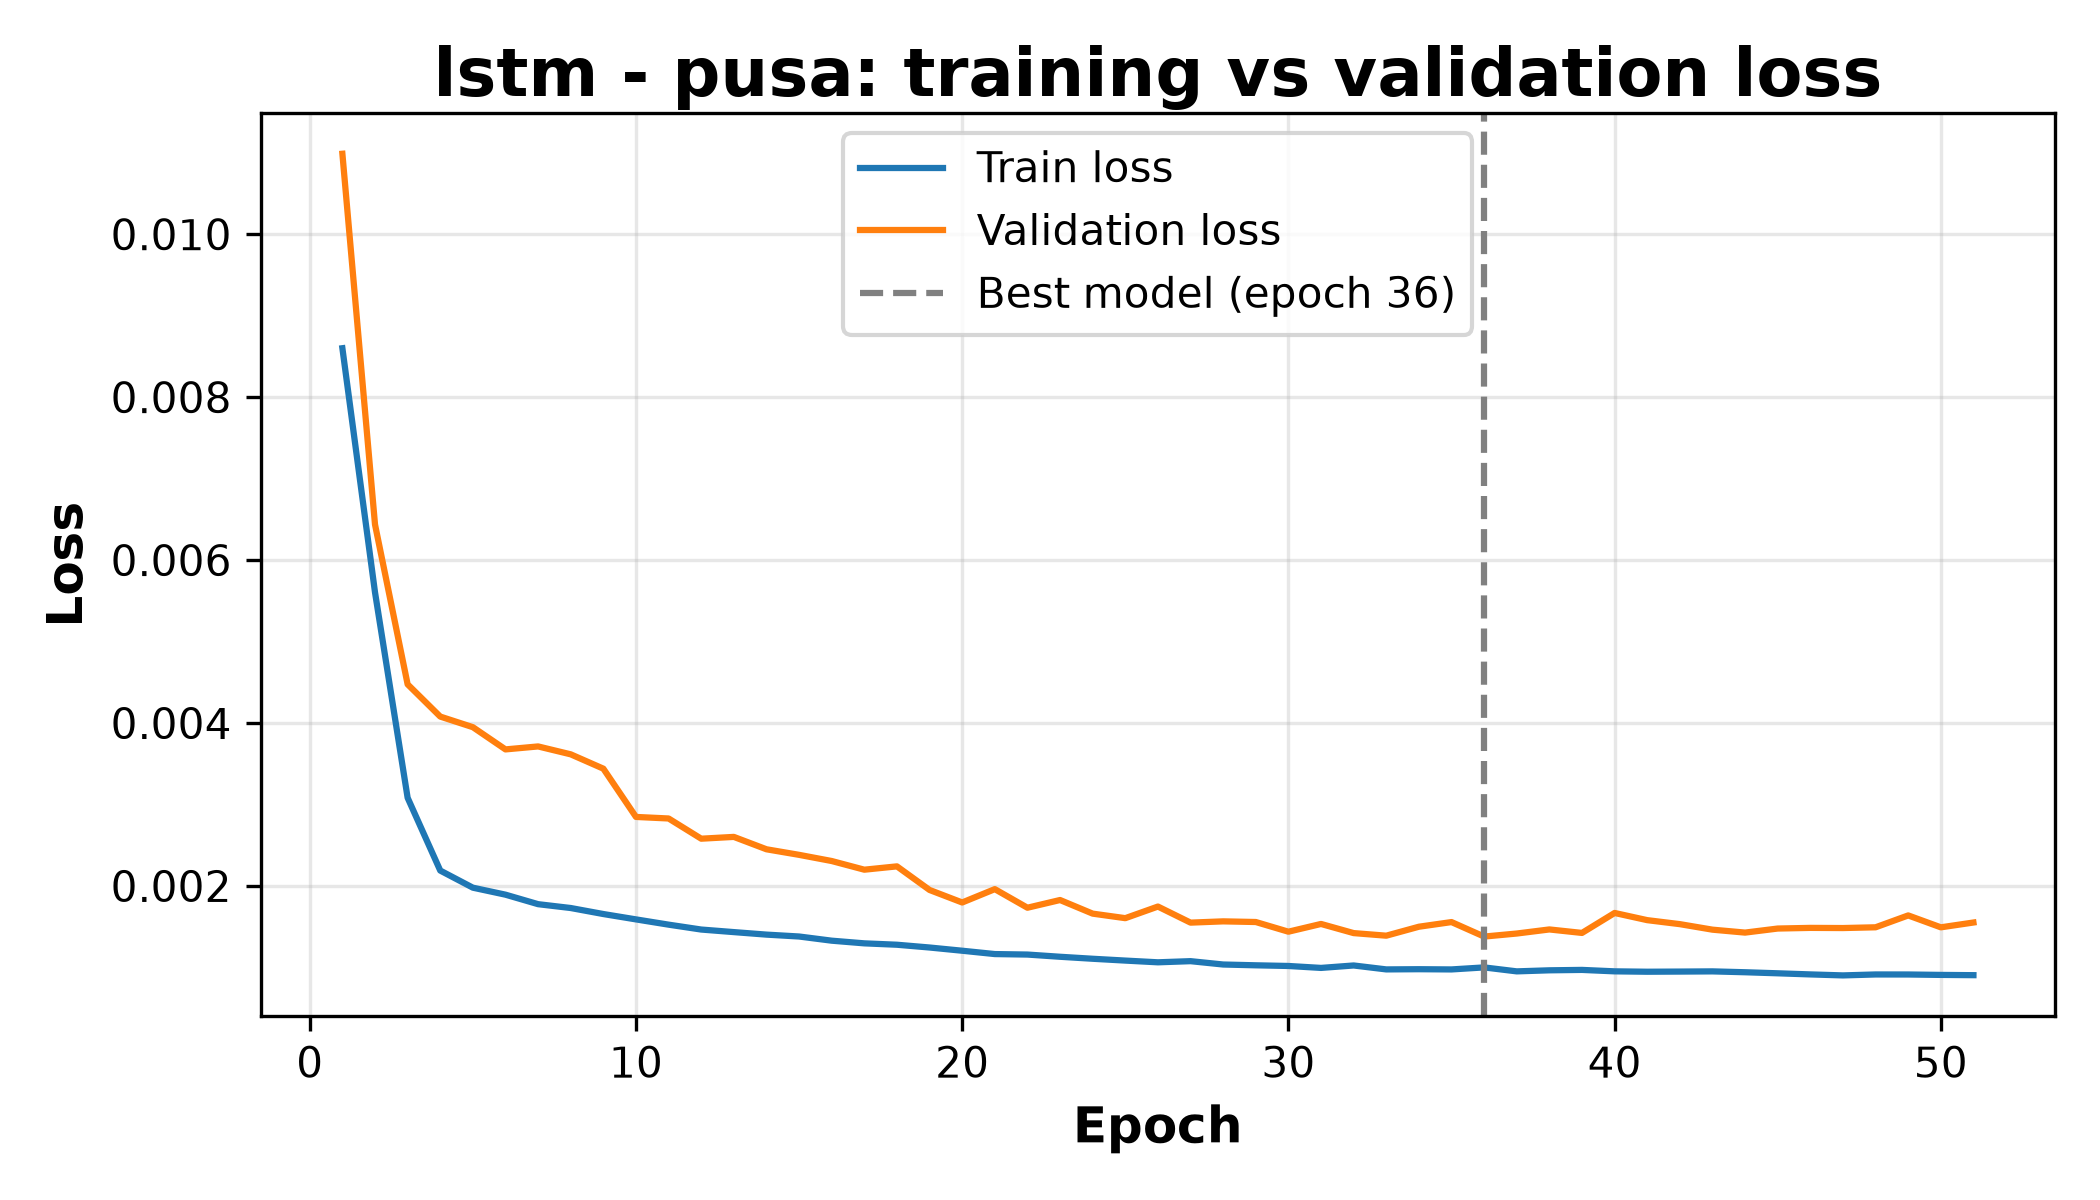 lstm - pusa: training vs validation loss
Train loss
Validation loss
Best model (epoch 36)
Loss
0.010
0.008
0.006
0.004
0.002
0 10 20 30 40 50
Epoch